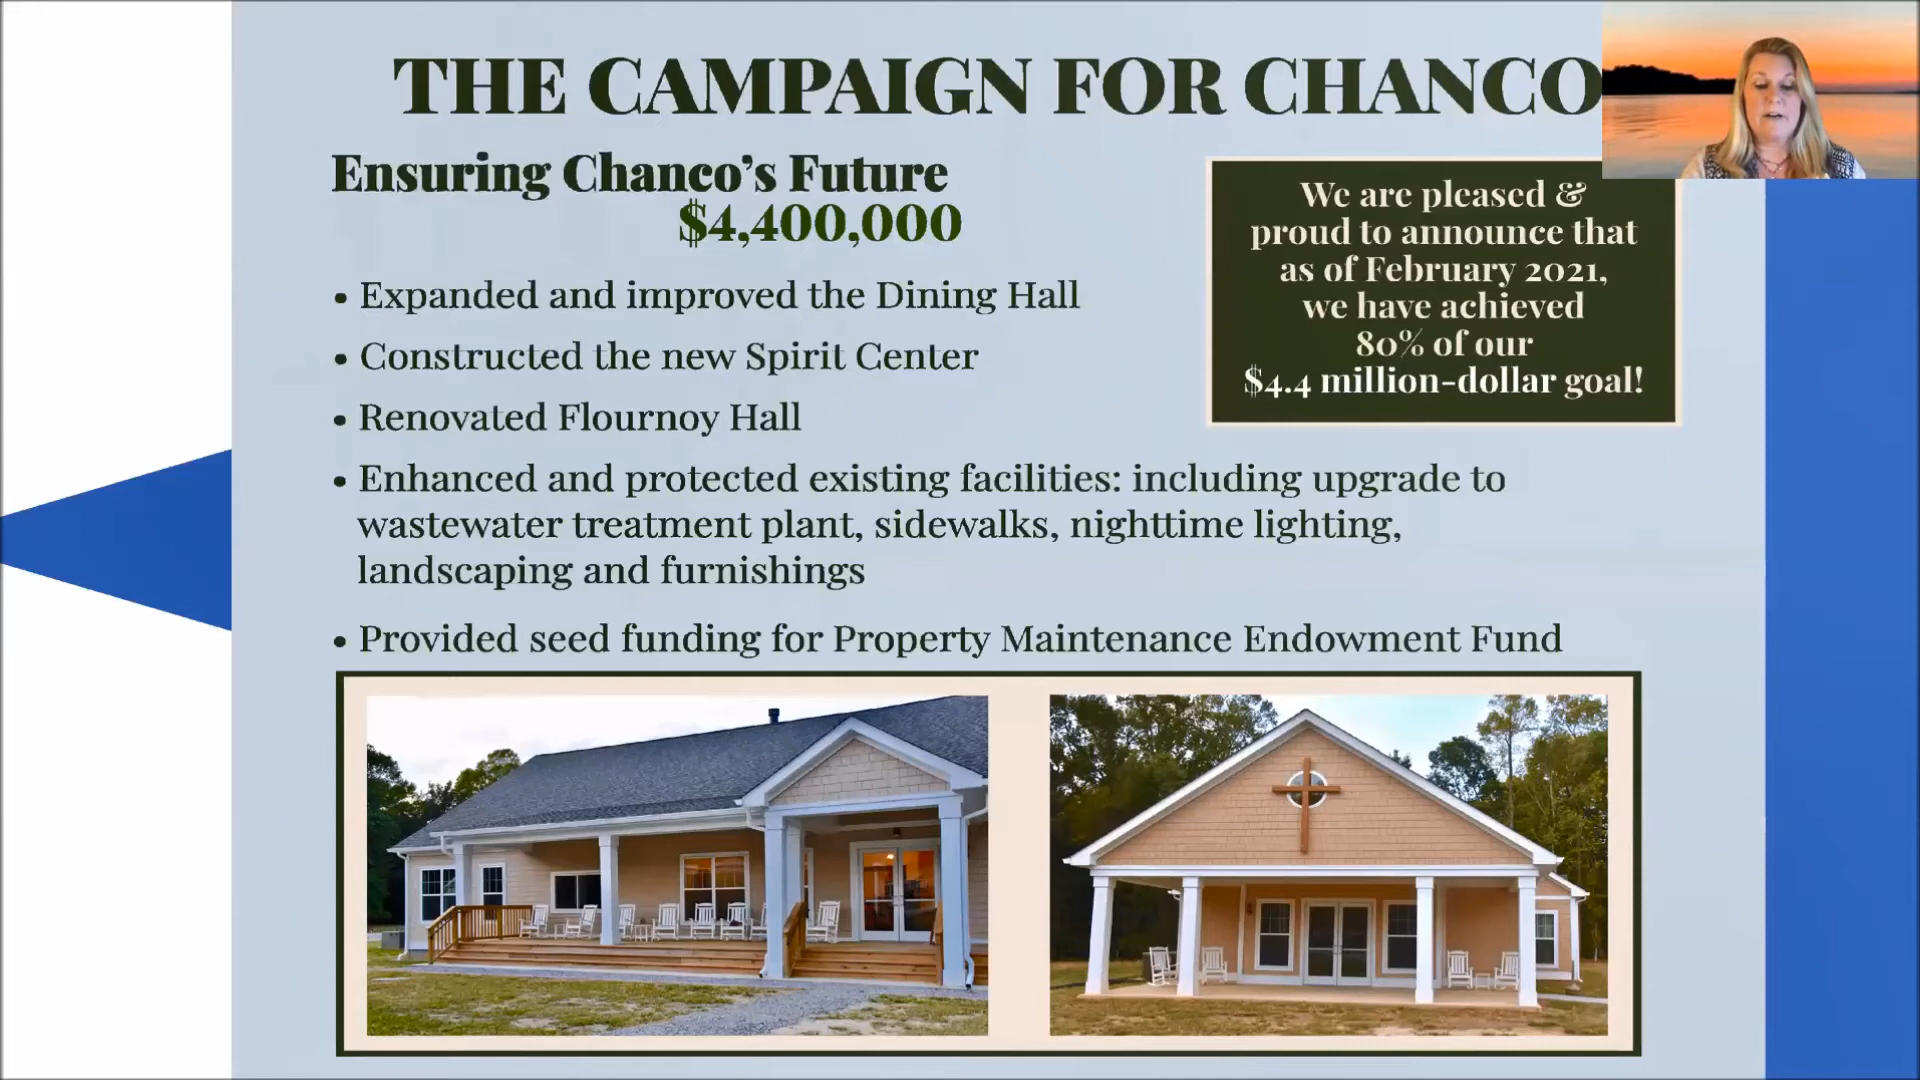 THE CAMPAIGN FOR CHANCO
Ensuring Chanco's Future
$4,400,000
• Expanded and improved the Dining Hall
• Constructed the new Spirit Center
• Renovated Flournoy Hall
• Enhanced and protected existing facilities: including upgrade to
wastewater treatment plant, sidewalks, nighttime lighting,
landscaping and furnishings
• Provided seed funding for Property Maintenance Endowment Fund
We are pleased &
proud to announce that
as of February 2021,
we have achieved
80% of our
$4.4 million-dollar goal!